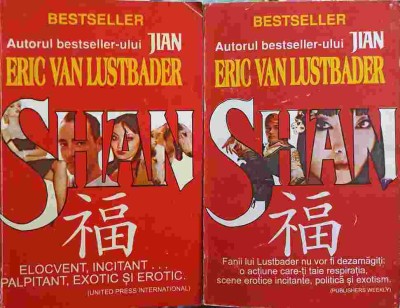 BESTSELLER
Autorul bestseller-ului JIAN
ERIC VAN LUSTBADER
SHAN
福
ELOCVENT, INCITANT . . .
PALPITANT, EXOTIC ȘI EROTIC.
(UNITED PRESS INTERNATIONAL)
BESTSELLER
Autorul bestseller-ului JIAN
ERIC VAN LUSTBADER
SHAN
福
Fanii lui Lustbader nu vor fi dezamăgiți:
o acțiune care-ți taie respirația,
scene erotice incitante, politică și exotism.
(PUBLISHERS WEEKLY)